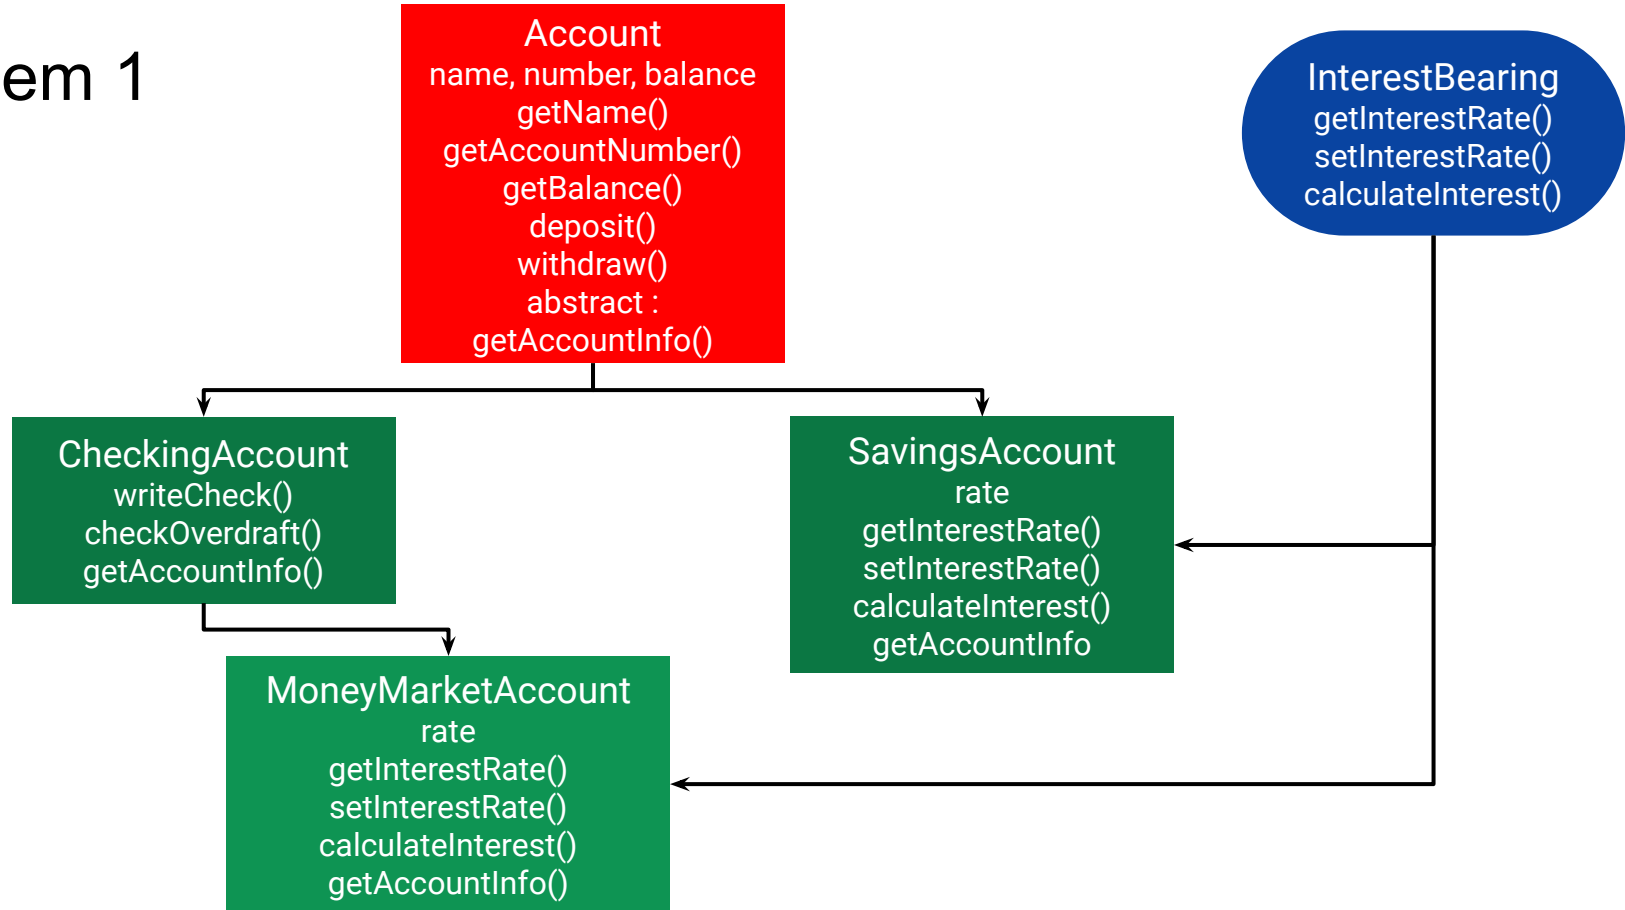 em 1
Account
name, number, balance
getName()
getAccountNumber()
getBalance()
deposit()
withdraw()
abstract :
getAccountInfo()
InterestBearing
getInterestRate()
setInterestRate()
calculateInterest()
CheckingAccount
writeCheck()
checkOverdraft()
getAccountInfo()
SavingsAccount
rate
getInterestRate()
setInterestRate()
calculateInterest()
getAccountInfo
MoneyMarketAccount
rate
getInterestRate()
setInterestRate()
calculateInterest()
getAccountInfo()